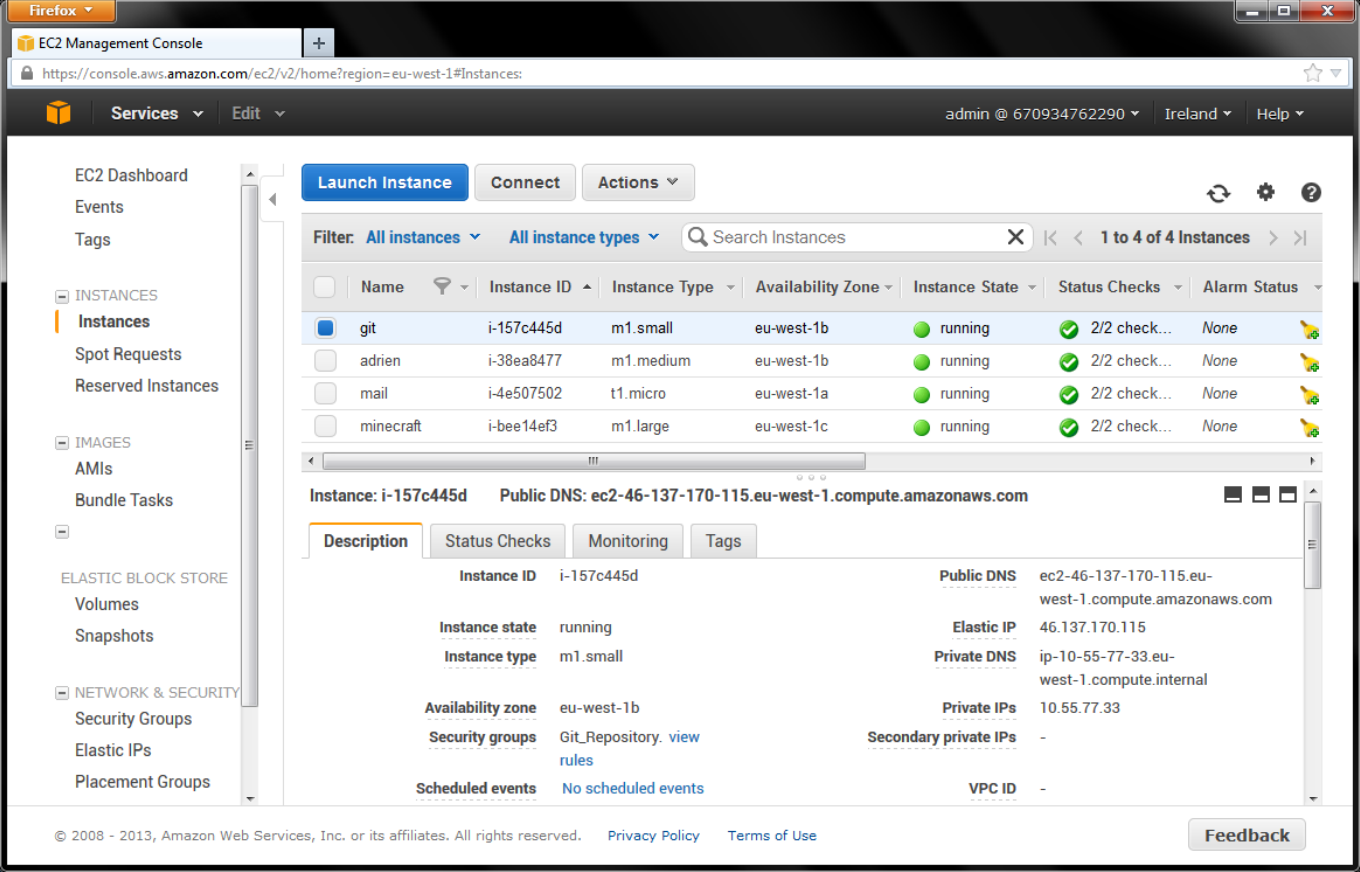 Firefox
EC2 Management Console
https://console.aws.amazon.com/ec2/v2/home?region=eu-west-1#Instances:
Services Edit admin @ 670934762290 Ireland Help
EC2 Dashboard
Events
Tags
INSTANCES
Instances
Spot Requests
Reserved Instances
IMAGES
AMIs
Bundle Tasks
ELASTIC BLOCK STORE
Volumes
Snapshots
NETWORK & SECURITY
Security Groups
Elastic IPs
Placement Groups
Launch Instance Connect Actions
Filter: All instances All instance types Search Instances 1 to 4 of 4 Instances
Name Instance ID Instance Type Availability Zone Instance State Status Checks Alarm Status
git i-157c445d m1.small eu-west-1b running 2/2 check... None
adrien i-38ea8477 m1.medium eu-west-1b running 2/2 check... None
mail i-4e507502 t1.micro eu-west-1a running 2/2 check... None
minecraft i-bee14ef3 m1.large eu-west-1c running 2/2 check... None
Instance: i-157c445d Public DNS: ec2-46-137-170-115.eu-west-1.compute.amazonaws.com
Description Status Checks Monitoring Tags
Instance ID i-157c445d Public DNS ec2-46-137-170-115.eu-
west-1.compute.amazonaws.com
Instance state running Elastic IP 46.137.170.115
Instance type m1.small Private DNS ip-10-55-77-33.eu-
west-1.compute.internal
Availability zone eu-west-1b Private IPs 10.55.77.33
Security groups Git_Repository. view Secondary private IPs -
rules
Scheduled events No scheduled events VPC ID -
© 2008 - 2013, Amazon Web Services, Inc. or its affiliates. All rights reserved. Privacy Policy Terms of Use Feedback